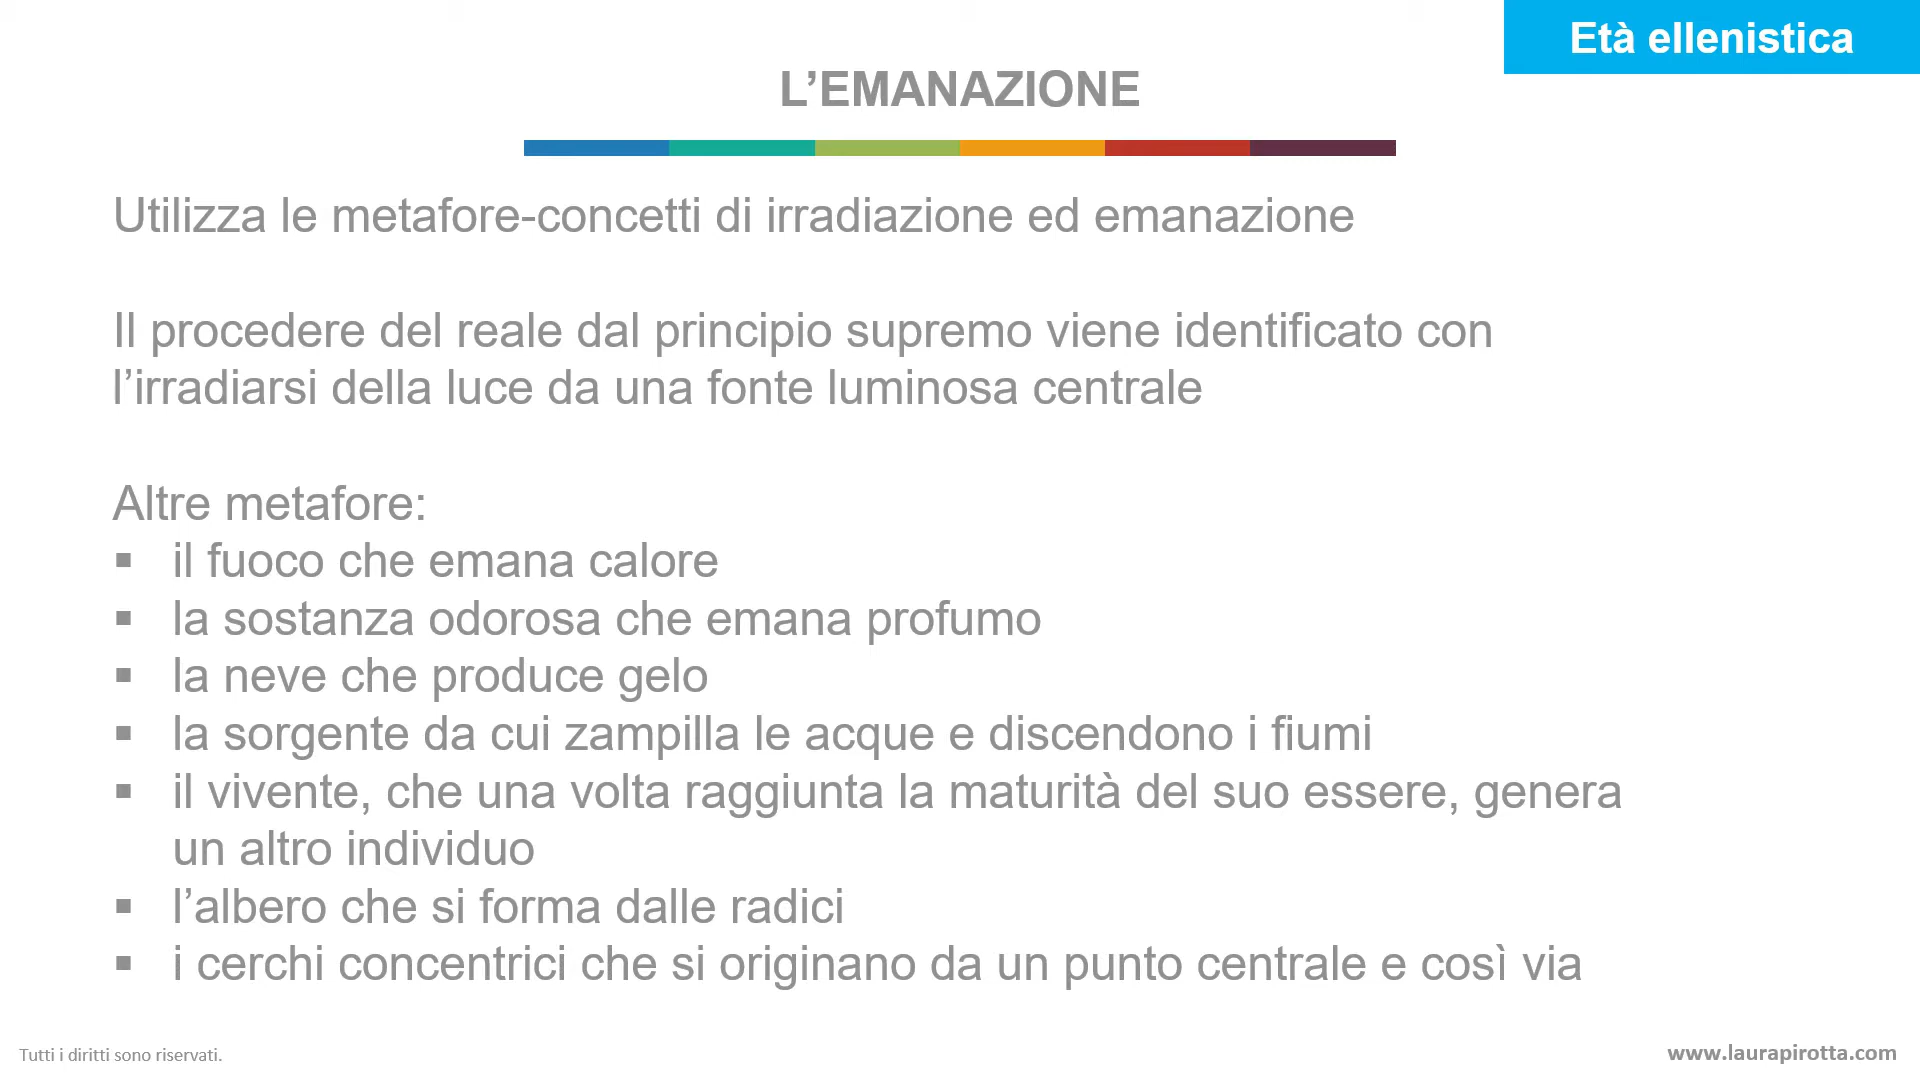 Età ellenistica
L’EMANAZIONE
Utilizza le metafore-concetti di irradiazione ed emanazione
Il procedere del reale dal principio supremo viene identificato con
l’irradiarsi della luce da una fonte luminosa centrale
Altre metafore:
▪ il fuoco che emana calore
▪ la sostanza odorosa che emana profumo
▪ la neve che produce gelo
▪ la sorgente da cui zampilla le acque e discendono i fiumi
▪ il vivente, che una volta raggiunta la maturità del suo essere, genera
un altro individuo
▪ l’albero che si forma dalle radici
▪ i cerchi concentrici che si originano da un punto centrale e così via
Tutti i diritti sono riservati.
www.laurapirotta.com